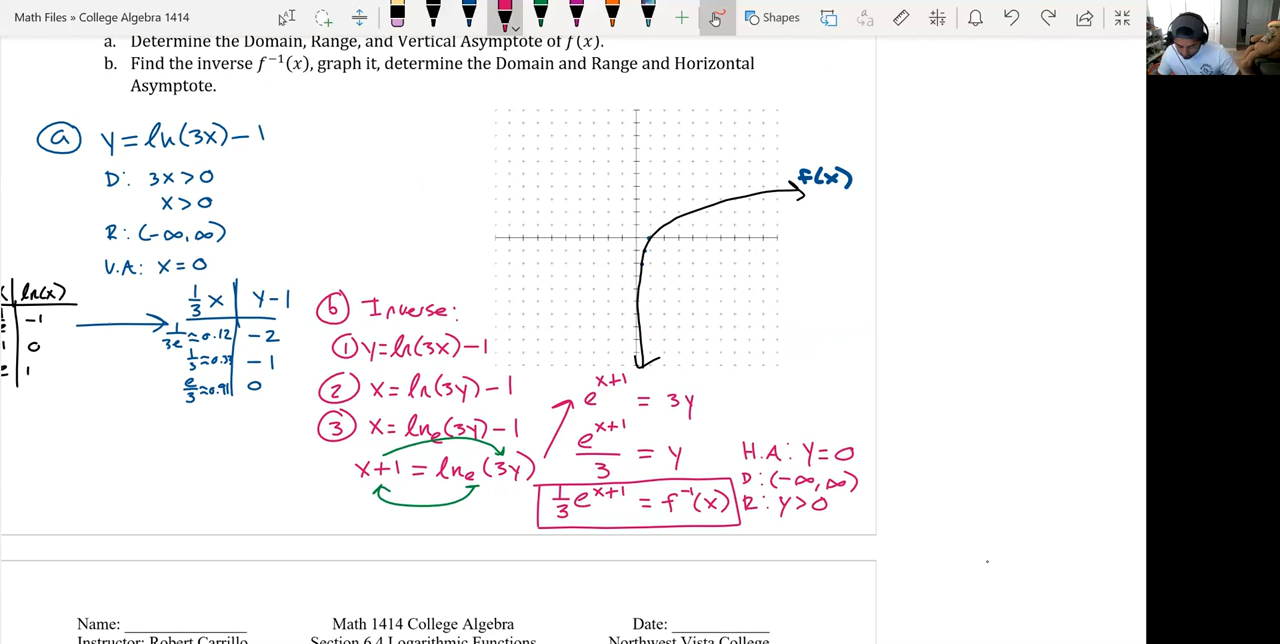 Math Files » College Algebra 1414
Shapes
a. Determine the Domain, Range, and Vertical Asymptote of f(x).
b. Find the inverse f⁻¹(x), graph it, determine the Domain and Range and Horizontal
Asymptote.
a y=ln(3x)-1
D: 3x>0
x>0
R: (-∞,∞)
V.A: x=0
f(x)
ln(x)
-1
0
e 1
1/3 x | y-1
1/3e ≈0.12 | -2
1/3 ≈0.33 | -1
e/3 ≈0.91 | 0
b Inverse:
① y=ln(3x)-1
② x=ln(3y)-1
③ x=lnₑ(3y)-1
x+1=lnₑ(3y)
e^(x+1) = 3y
e^(x+1)/3 = y
1/3 e^(x+1) = f⁻¹(x)
H.A: y=0
D: (-∞,∞)
R: y>0
Name: Math 1414 College Algebra Date:
Instructor: Robert Carrillo Section 6.4 Logarithmic Functions Northwest Vista College